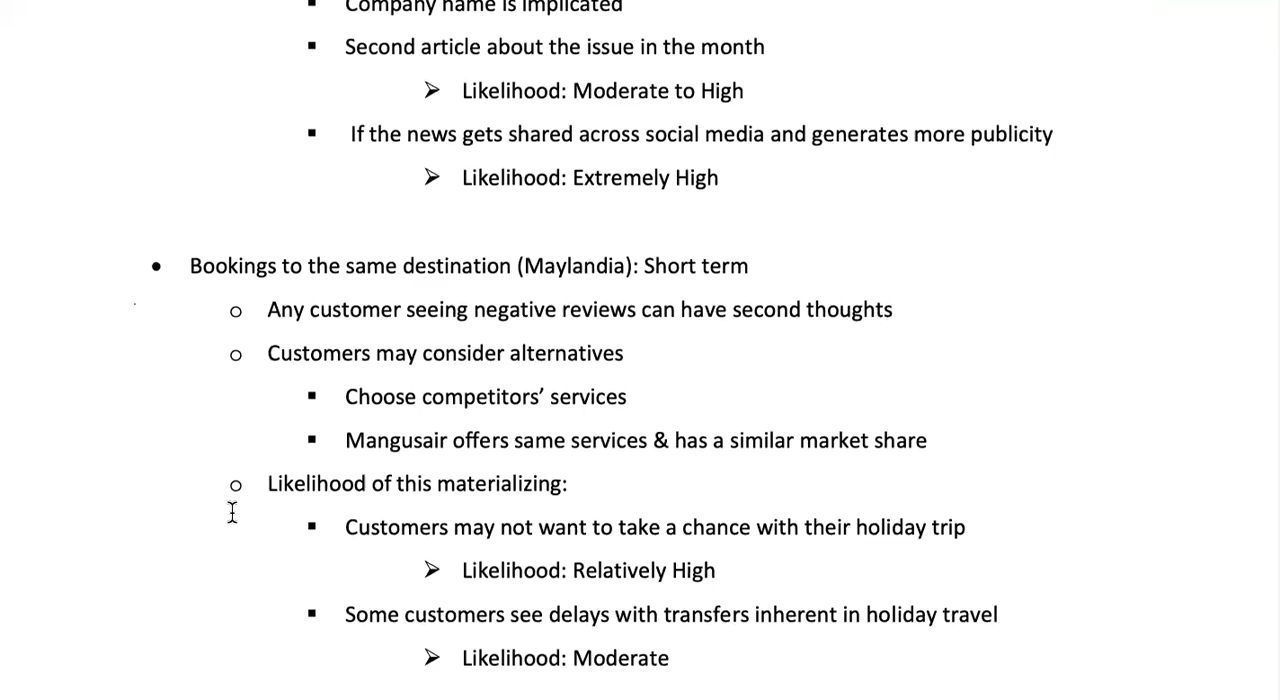 ▪ Company name is implicated
▪ Second article about the issue in the month
➢ Likelihood: Moderate to High
▪ If the news gets shared across social media and generates more publicity
➢ Likelihood: Extremely High
• Bookings to the same destination (Maylandia): Short term
o Any customer seeing negative reviews can have second thoughts
o Customers may consider alternatives
▪ Choose competitors’ services
▪ Mangusair offers same services & has a similar market share
o Likelihood of this materializing:
▪ Customers may not want to take a chance with their holiday trip
➢ Likelihood: Relatively High
▪ Some customers see delays with transfers inherent in holiday travel
➢ Likelihood: Moderate